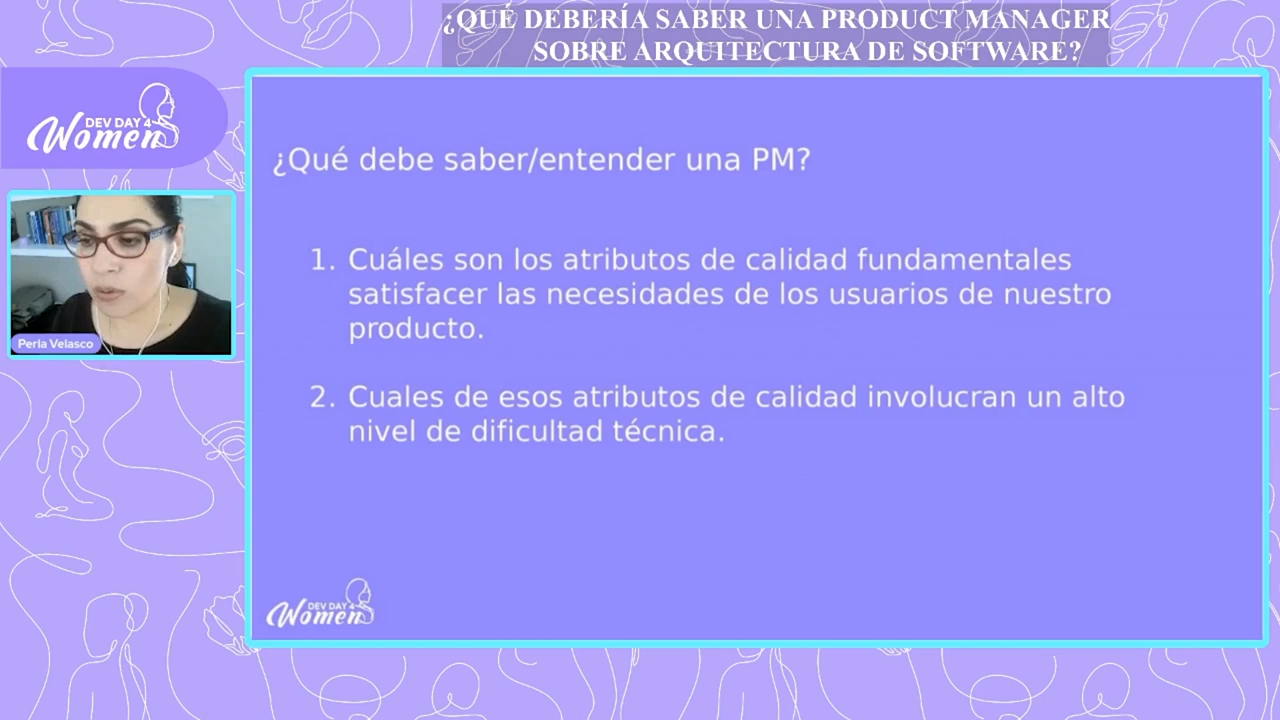 ¿QUÉ DEBERÍA SABER UNA PRODUCT MANAGER
SOBRE ARQUITECTURA DE SOFTWARE?
DEV DAY 4
Women
Perla Velasco
¿Qué debe saber/entender una PM?
1. Cuáles son los atributos de calidad fundamentales
satisfacer las necesidades de los usuarios de nuestro
producto.
2. Cuales de esos atributos de calidad involucran un alto
nivel de dificultad técnica.
DEV DAY 4
Women